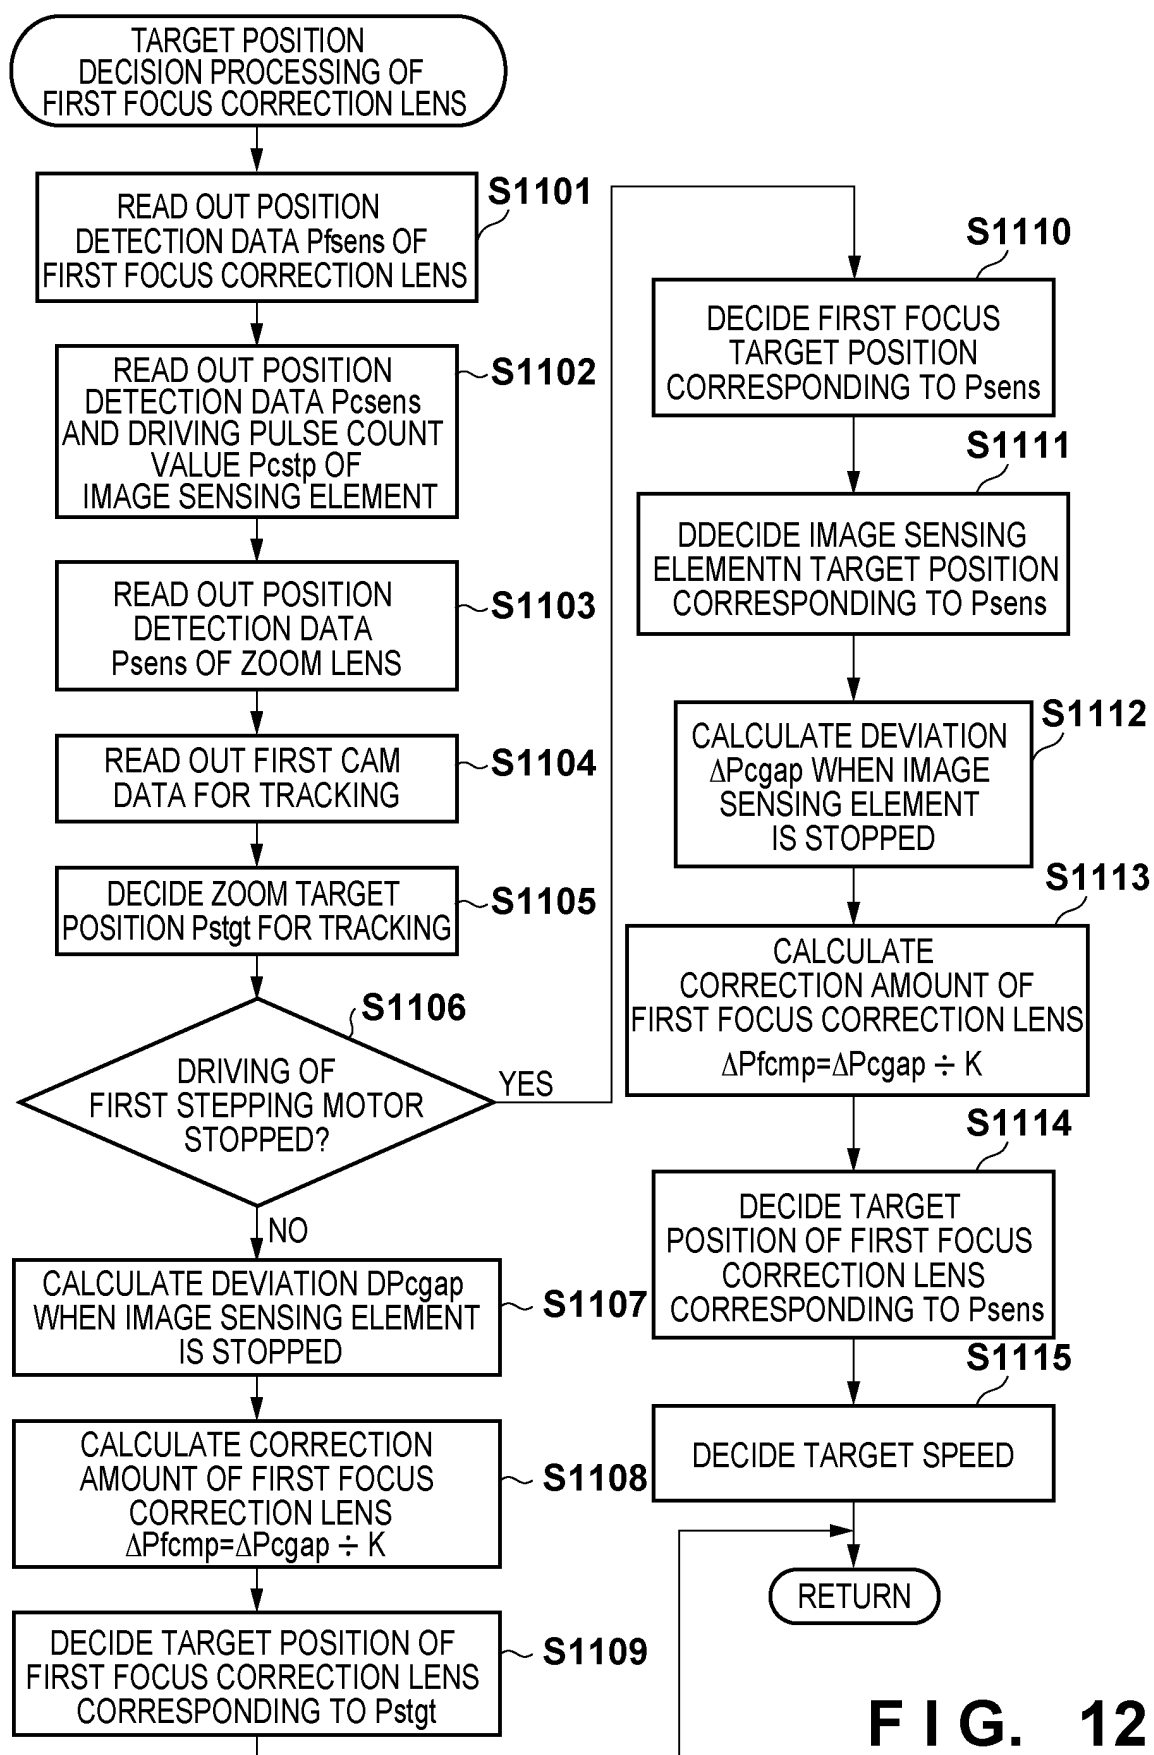 TARGET POSITION
DECISION PROCESSING OF
FIRST FOCUS CORRECTION LENS
S1101
READ OUT POSITION
DETECTION DATA Pfsens OF
FIRST FOCUS CORRECTION LENS
S1102
READ OUT POSITION
DETECTION DATA Pcsens
AND DRIVING PULSE COUNT
VALUE Pcstp OF
IMAGE SENSING ELEMENT
S1103
READ OUT POSITION
DETECTION DATA
Psens OF ZOOM LENS
S1104
READ OUT FIRST CAM
DATA FOR TRACKING
S1105
DECIDE ZOOM TARGET
POSITION Pstgt FOR TRACKING
S1106
DRIVING OF
FIRST STEPPING MOTOR
STOPPED?
YES
NO
S1107
CALCULATE DEVIATION DPcgap
WHEN IMAGE SENSING ELEMENT
IS STOPPED
S1108
CALCULATE CORRECTION
AMOUNT OF FIRST FOCUS
CORRECTION LENS
ΔPfcmp=ΔPcgap ÷ K
S1109
DECIDE TARGET POSITION OF
FIRST FOCUS CORRECTION LENS
CORRESPONDING TO Pstgt
S1110
DECIDE FIRST FOCUS
TARGET POSITION
CORRESPONDING TO Psens
S1111
DDECIDE IMAGE SENSING
ELEMENTN TARGET POSITION
CORRESPONDING TO Psens
S1112
CALCULATE DEVIATION
ΔPcgap WHEN IMAGE
SENSING ELEMENT
IS STOPPED
S1113
CALCULATE
CORRECTION AMOUNT OF
FIRST FOCUS CORRECTION LENS
ΔPfcmp=ΔPcgap ÷ K
S1114
DECIDE TARGET
POSITION OF FIRST FOCUS
CORRECTION LENS
CORRESPONDING TO Psens
S1115
DECIDE TARGET SPEED
RETURN
FIG. 12